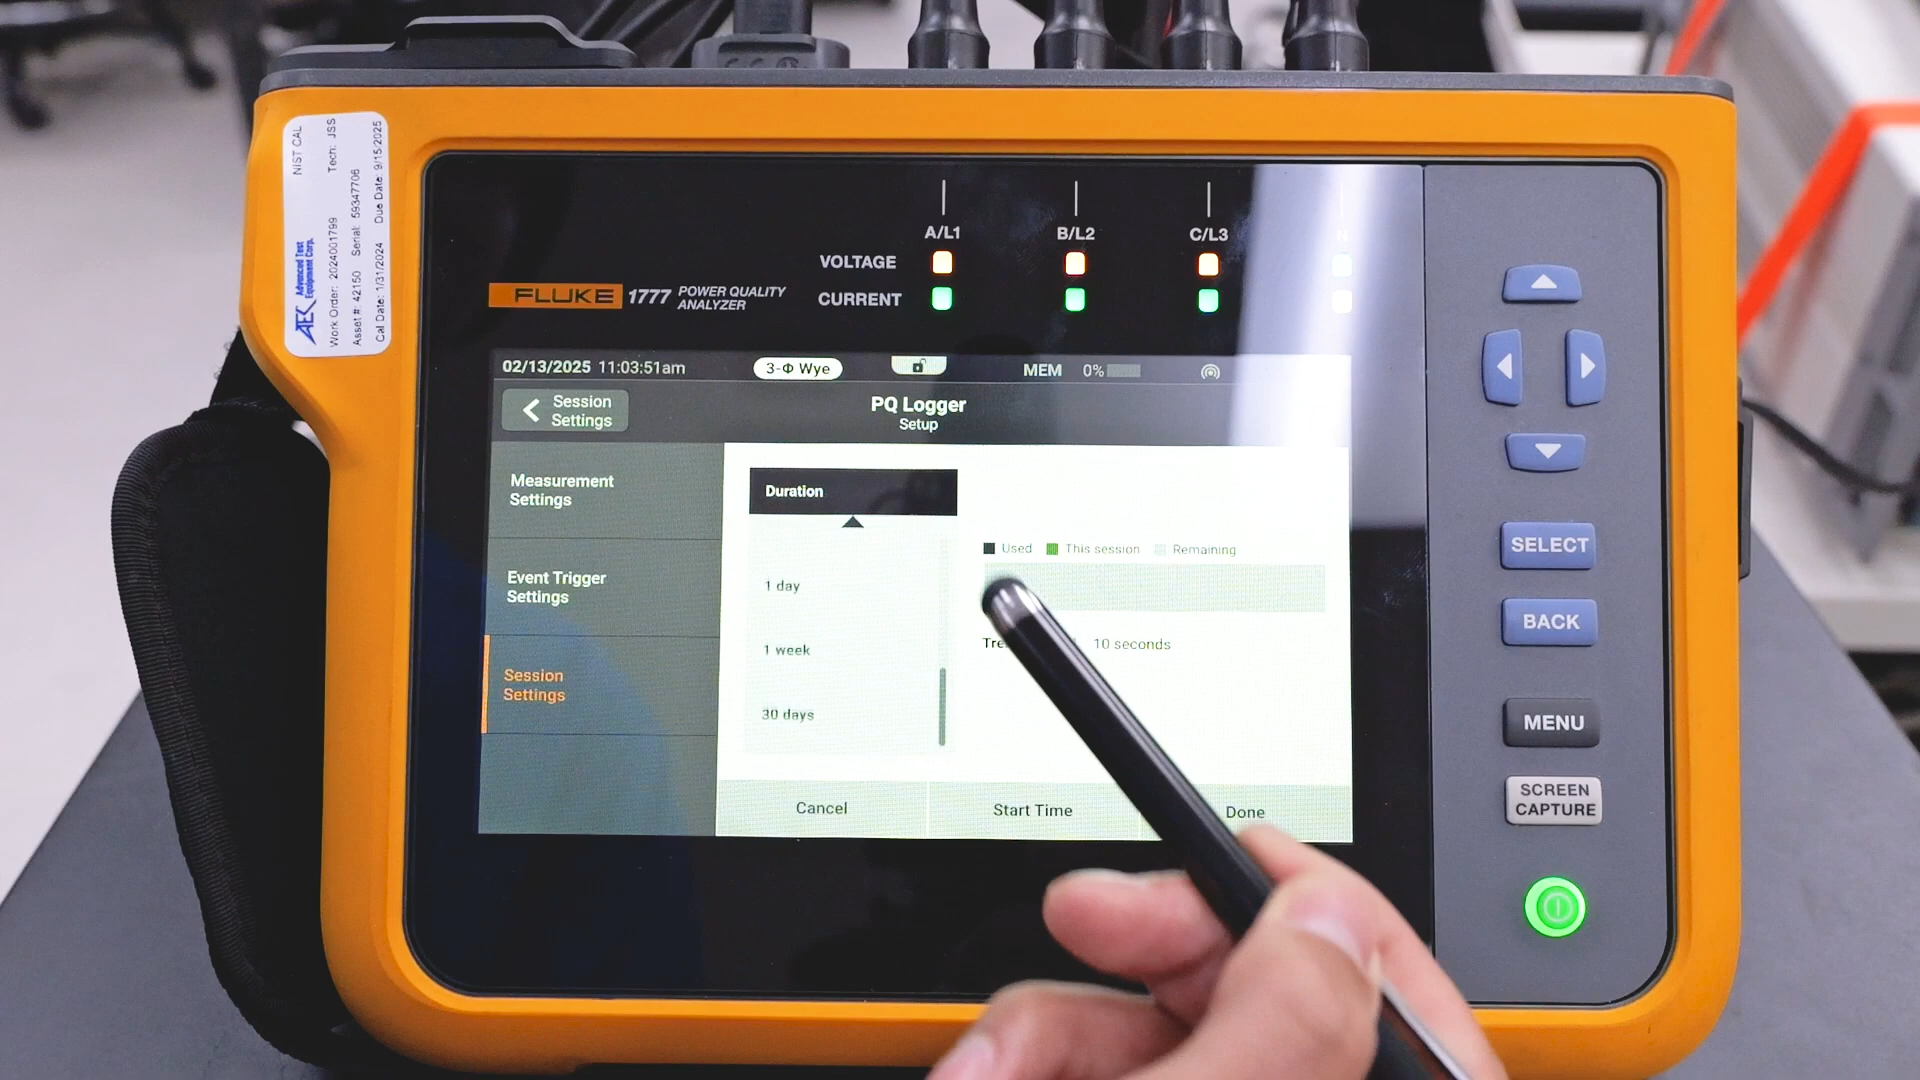 NIST CAL
AEC Advanced Test Equipment Corp.
Work Order: 2024001799 Tech: JSS
Asset #: 42150 Serial: 59347706
Cal Date: 1/31/2024 Due Date: 9/15/2025
A/L1 B/L2 C/L3
VOLTAGE
CURRENT
FLUKE 1777 POWER QUALITY
ANALYZER
02/13/2025 11:03:51am 3-Φ Wye MEM 0%
Session
Settings
PQ Logger
Setup
Measurement
Settings
Event Trigger
Settings
Session
Settings
Duration
1 day
1 week
30 days
Used This session Remaining
10 seconds
Cancel Start Time Done
SELECT
BACK
MENU
SCREEN
CAPTURE